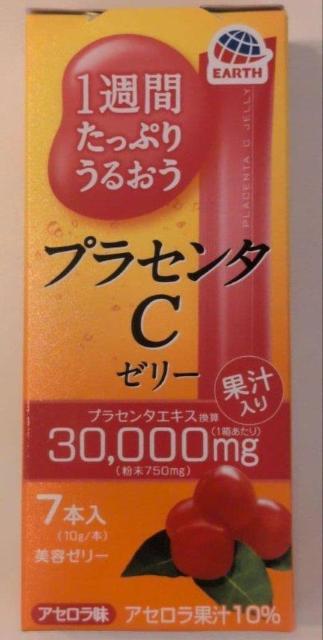 EARTH
1週間
たっぷり
うるおう
PLACENTA C JELLY
プラセンタ
C
ゼリー
果汁
入り
プラセンタエキス換算
(1箱あたり)
30,000mg
(粉末750mg)
7本入
(10g/本)
美容ゼリー
アセロラ味 アセロラ果汁10%